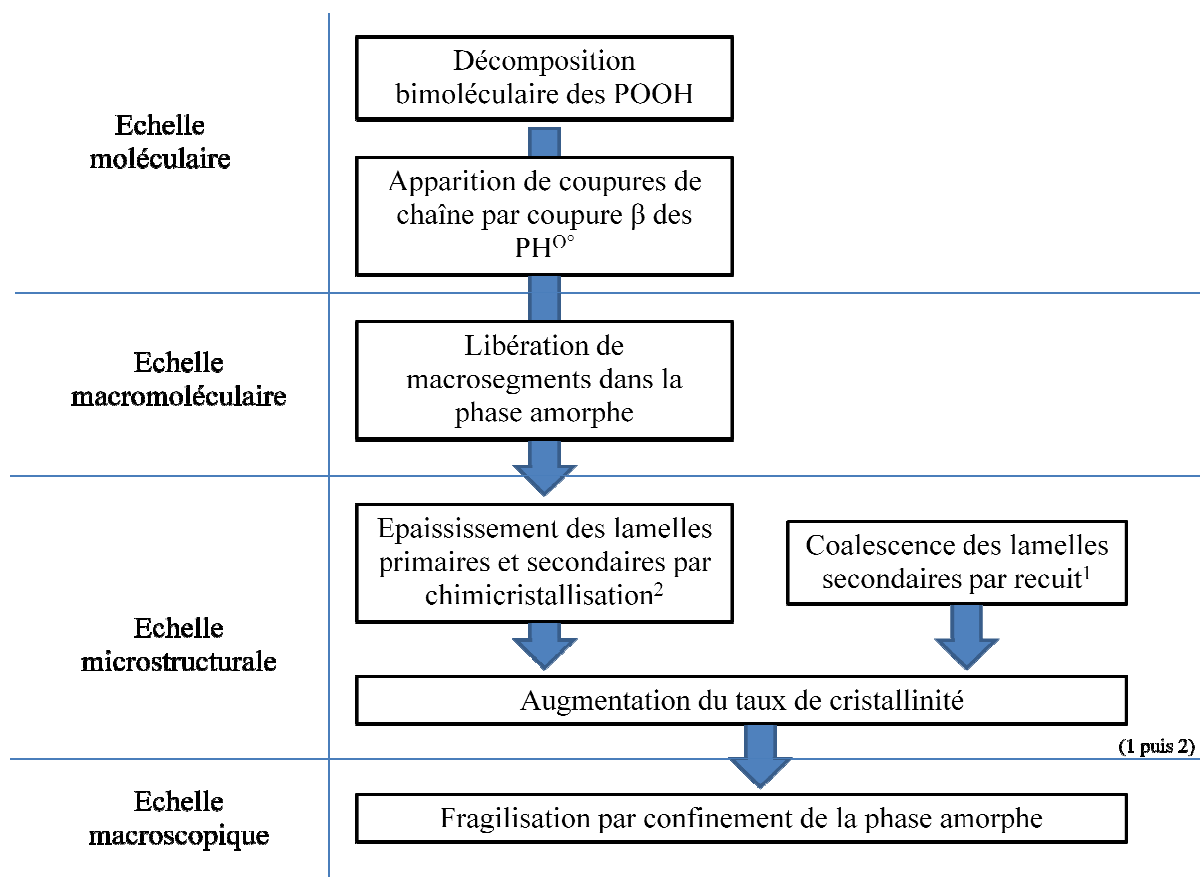 Echelle
moléculaire
Décomposition
bimoléculaire des POOH
Apparition de coupures de
chaîne par coupure β des
PH^O°
Echelle
macromoléculaire
Libération de
macrosegments dans la
phase amorphe
Echelle
microstructurale
Epaississement des lamelles
primaires et secondaires par
chimicristallisation²
Coalescence des lamelles
secondaires par recuit¹
Augmentation du taux de cristallinité
(1 puis 2)
Echelle
macroscopique
Fragilisation par confinement de la phase amorphe